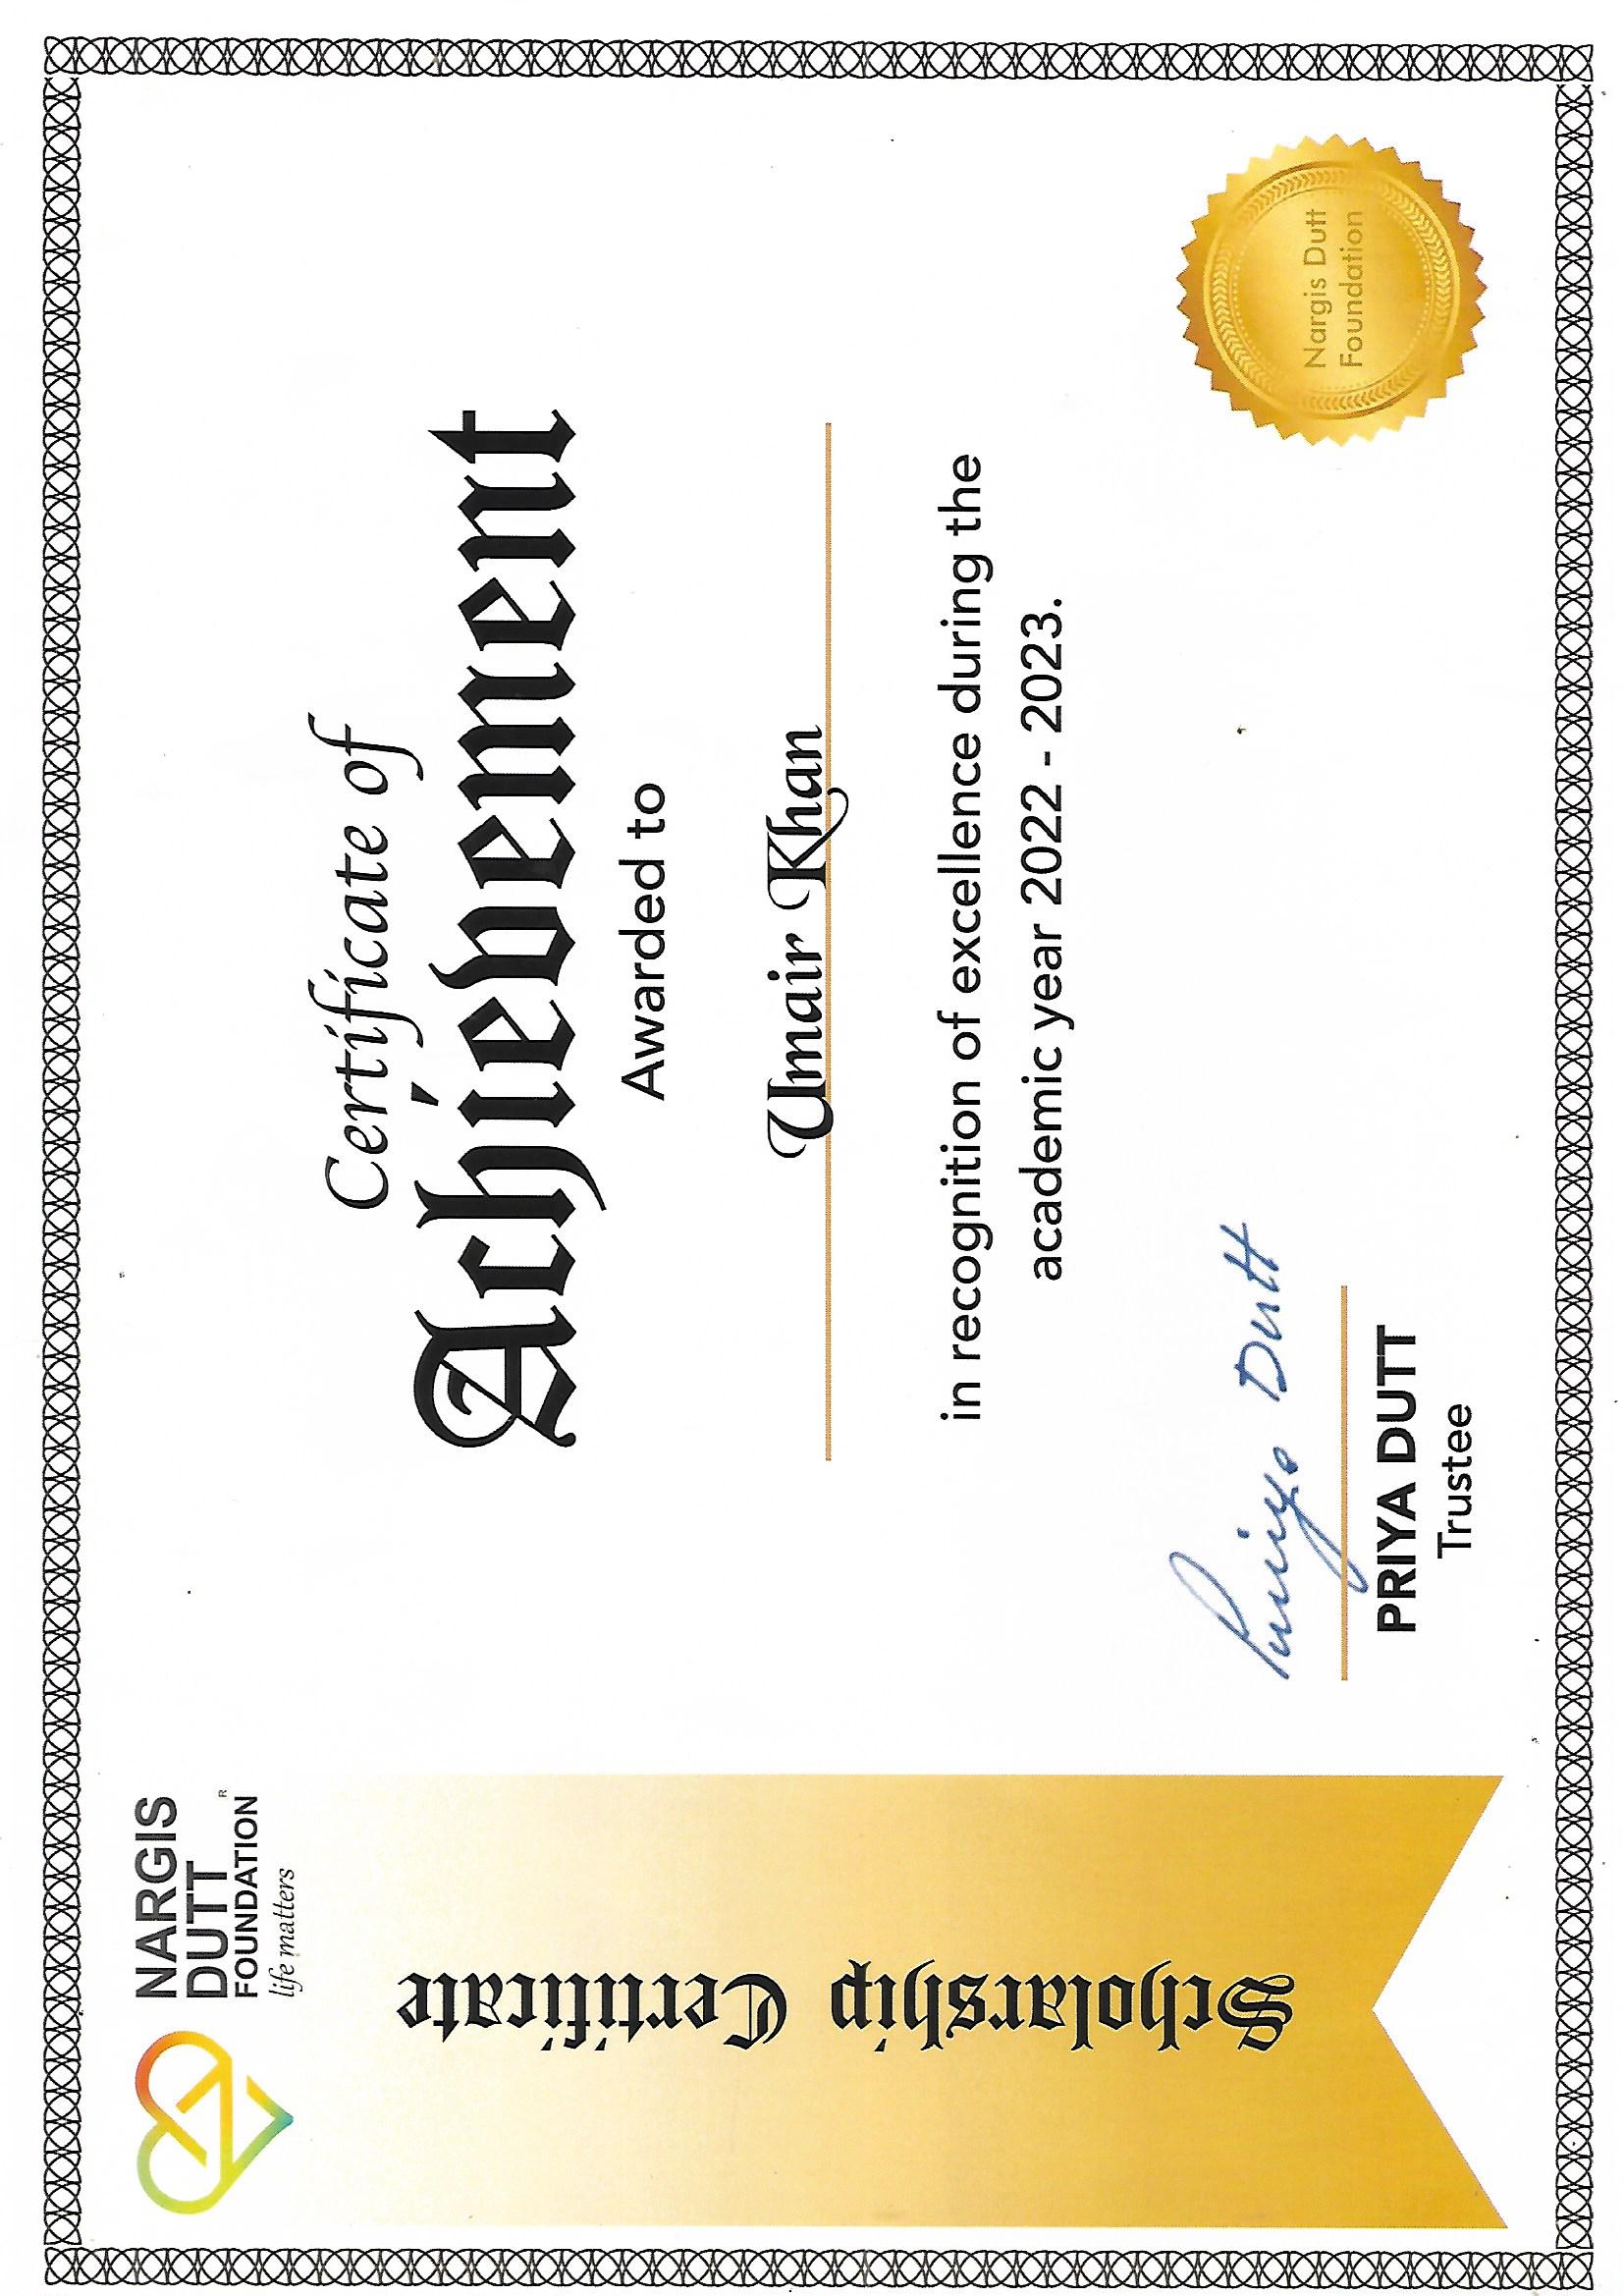 NARGIS
DUTT
FOUNDATION
R
life matters
Scholarship Certificate
Certificate of
Achievement
Awarded to
Umair Khan
in recognition of excellence during the
academic year 2022 - 2023.
Priya Dutt
PRIYA DUTT
Trustee
Nargis Dutt
Foundation